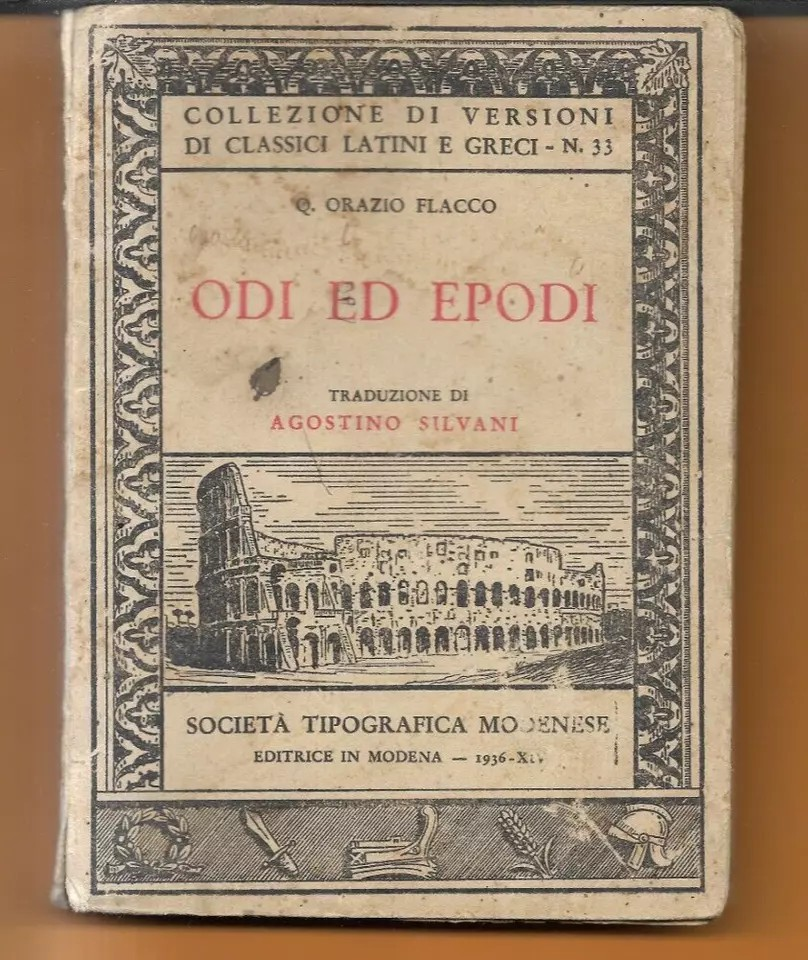 COLLEZIONE DI VERSIONI
DI CLASSICI LATINI E GRECI - N. 33
Q. ORAZIO FLACCO
ODI ED EPODI
TRADUZIONE DI
AGOSTINO SILVANI
SOCIETÀ TIPOGRAFICA MODENESE
EDITRICE IN MODENA — 1936-XIV